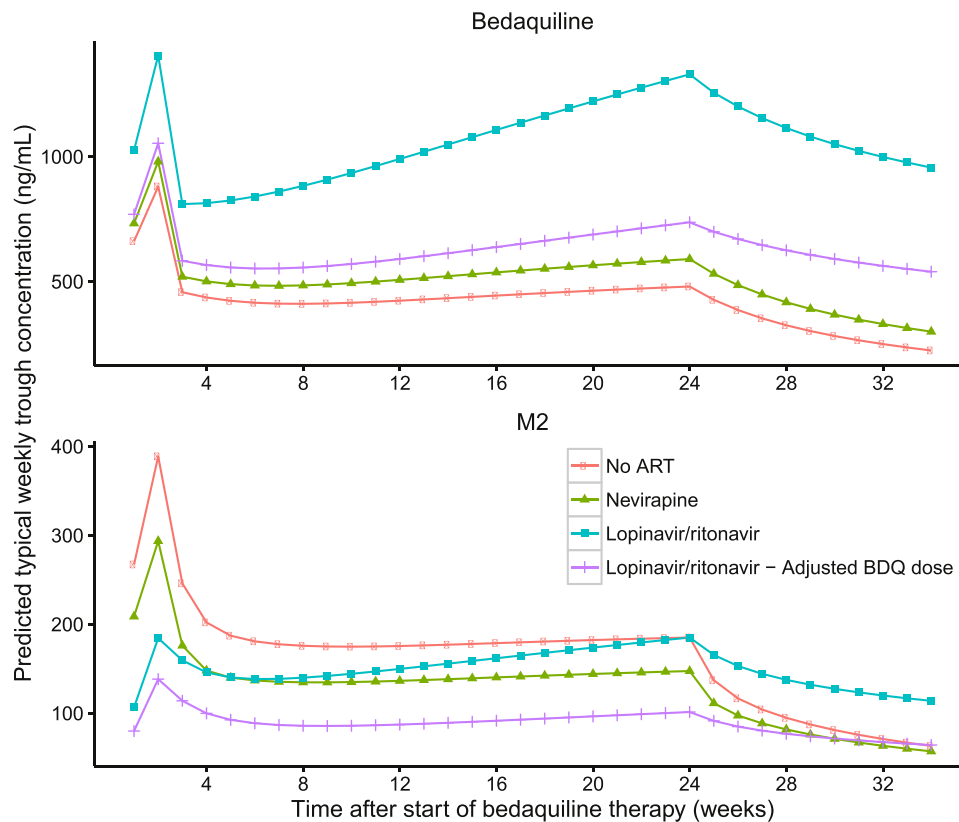 Bedaquiline
Predicted typical weekly trough concentration (ng/mL)
1000
500
4 8 12 16 20 24 28 32
M2
400
300
200
100
No ART
Nevirapine
Lopinavir/ritonavir
Lopinavir/ritonavir − Adjusted BDQ dose
4 8 12 16 20 24 28 32
Time after start of bedaquiline therapy (weeks)